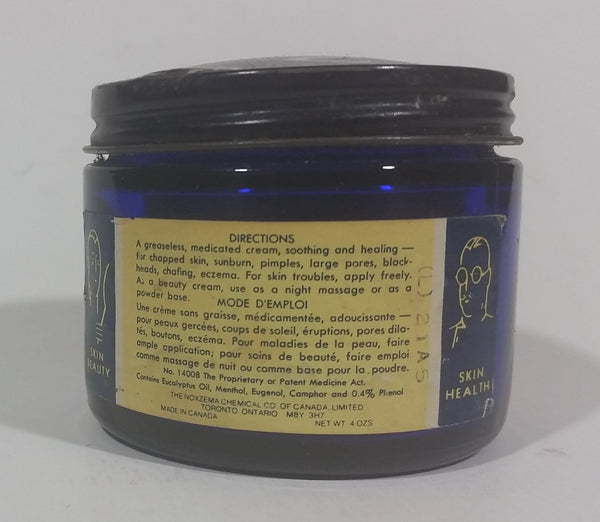 DIRECTIONS
A greaseless, medicated cream, soothing and healing —
for chapped skin, sunburn, pimples, large pores, black-
heads, chafing, eczema. For skin troubles, apply freely.
As a beauty cream, use as a night massage or as a
powder base.
MODE D'EMPLOI
Une crème sans graisse, médicamentée, adoucissante |
pour peaux gercées, coups de soleil, éruptions, pores dila-
tés, boutons, eczéma. Pour maladies de la peau, faire
ample application; pour soins de beauté, faire emploi
comme massage de nuit ou comme base pour la poudre.
No. 14008 The Proprietary or Patent Medicine Act.
Contains Eucalyptus Oil, Menthol, Eugenol, Camphor and 0.4% Phenol
THE NOXZEMA CHEMICAL CO. OF CANADA, LIMITED
TORONTO ONTARIO M8Y 3H7
MADE IN CANADA NET WT 4 OZS
(L) 21A5
SKIN
BEAUTY
SKIN
HEALTH